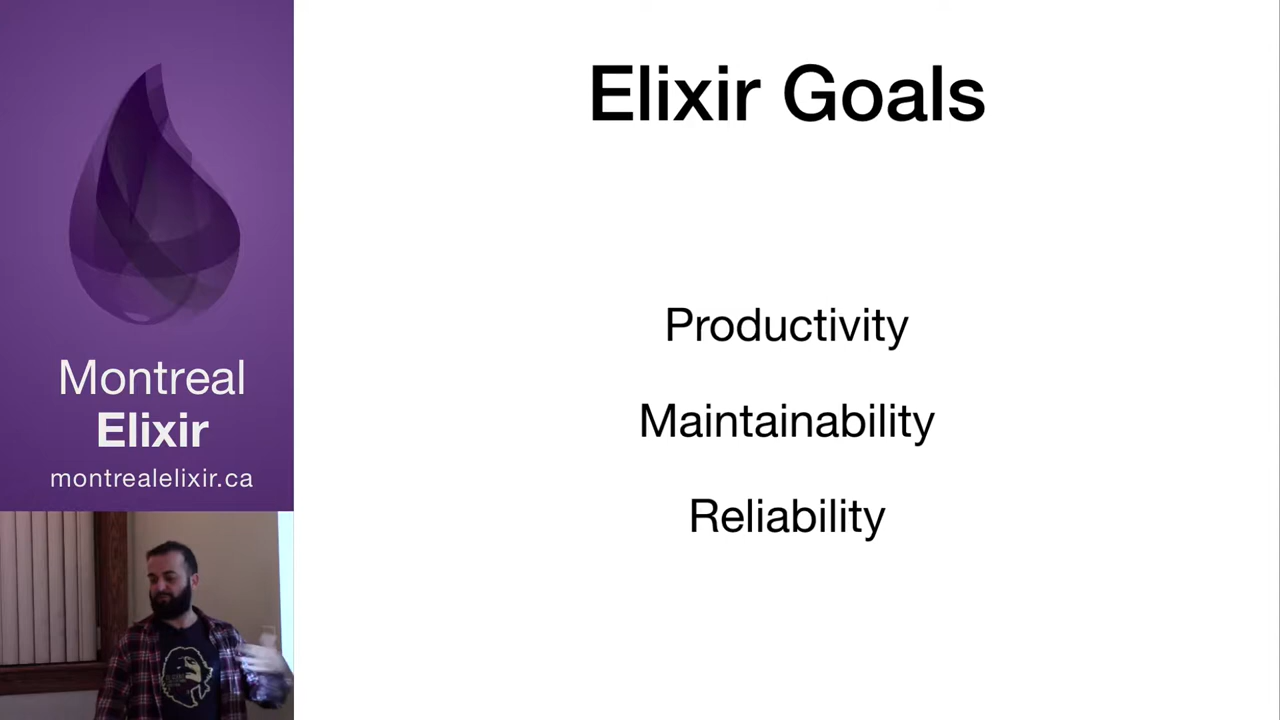 Elixir Goals
Productivity
Maintainability
Reliability
Montreal
Elixir
montrealelixir.ca